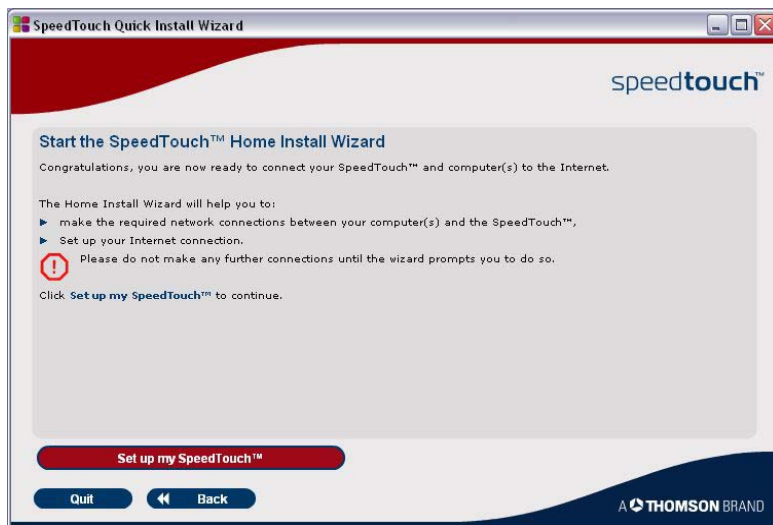 SpeedTouch Quick Install Wizard
speedtouch™
Start the SpeedTouch™ Home Install Wizard
Congratulations, you are now ready to connect your SpeedTouch™ and computer(s) to the Internet.
The Home Install Wizard will help you to:
make the required network connections between your computer(s) and the SpeedTouch™,
Set up your Internet connection.
Please do not make any further connections until the wizard prompts you to do so.
Click Set up my SpeedTouch™ to continue.
Set up my SpeedTouch™
Quit
Back
A THOMSON BRAND